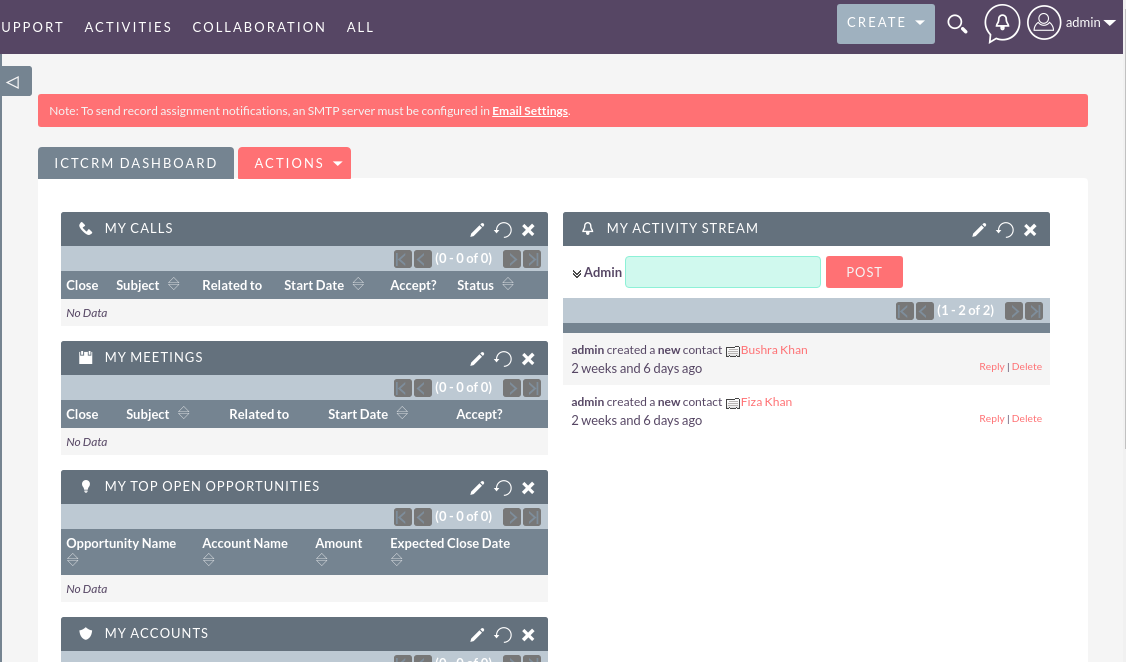 UPPORT ACTIVITIES COLLABORATION ALL CREATE admin
Note: To send record assignment notifications, an SMTP server must be configured in Email Settings.
ICTCRM DASHBOARD ACTIONS
MY CALLS
(0 - 0 of 0)
Close Subject Related to Start Date Accept? Status
No Data
MY MEETINGS
(0 - 0 of 0)
Close Subject Related to Start Date Accept?
No Data
MY TOP OPEN OPPORTUNITIES
(0 - 0 of 0)
Opportunity Name Account Name Amount Expected Close Date
No Data
MY ACCOUNTS
(0 - 0 of 0)
MY ACTIVITY STREAM
Admin POST
(1 - 2 of 2)
admin created a new contact Bushra Khan
2 weeks and 6 days ago Reply | Delete
admin created a new contact Fiza Khan
2 weeks and 6 days ago Reply | Delete